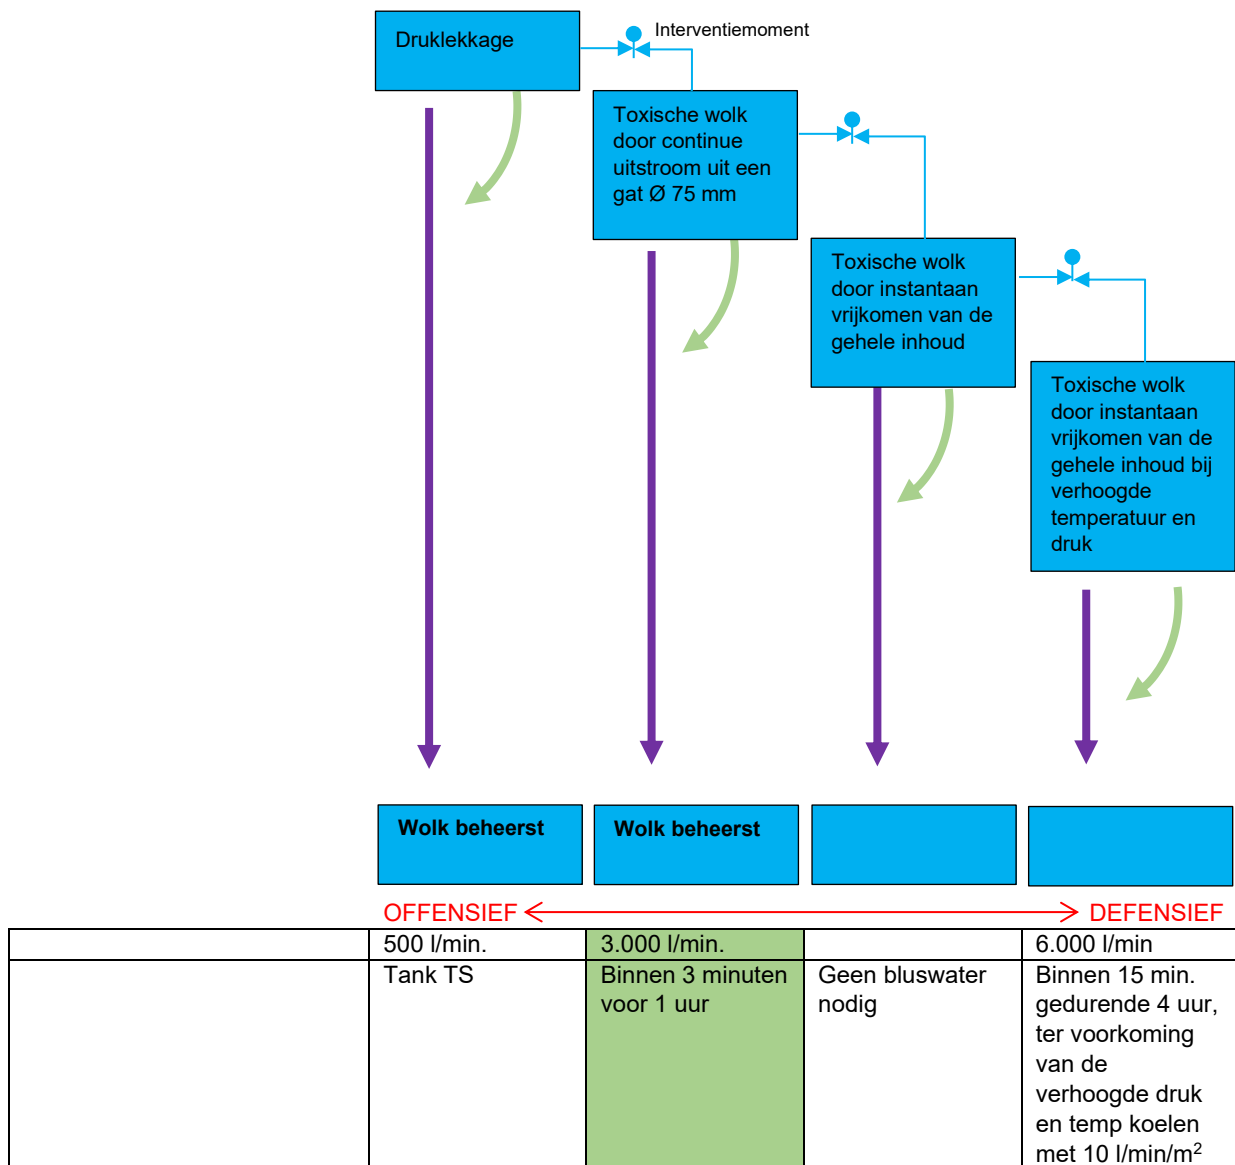 Druklekkage
Interventiemoment
Toxische wolk
door continue
uitstroom uit een
gat Ø 75 mm
Toxische wolk
door instantaan
vrijkomen van de
gehele inhoud
Toxische wolk
door instantaan
vrijkomen van de
gehele inhoud bij
verhoogde
temperatuur en
druk
Wolk beheerst
Wolk beheerst
OFFENSIEF
DEFENSIEF
500 l/min.
3.000 l/min.
6.000 l/min
Tank TS
Binnen 3 minuten
voor 1 uur
Geen bluswater
nodig
Binnen 15 min.
gedurende 4 uur,
ter voorkoming
van de
verhoogde druk
en temp koelen
met 10 l/min/m²